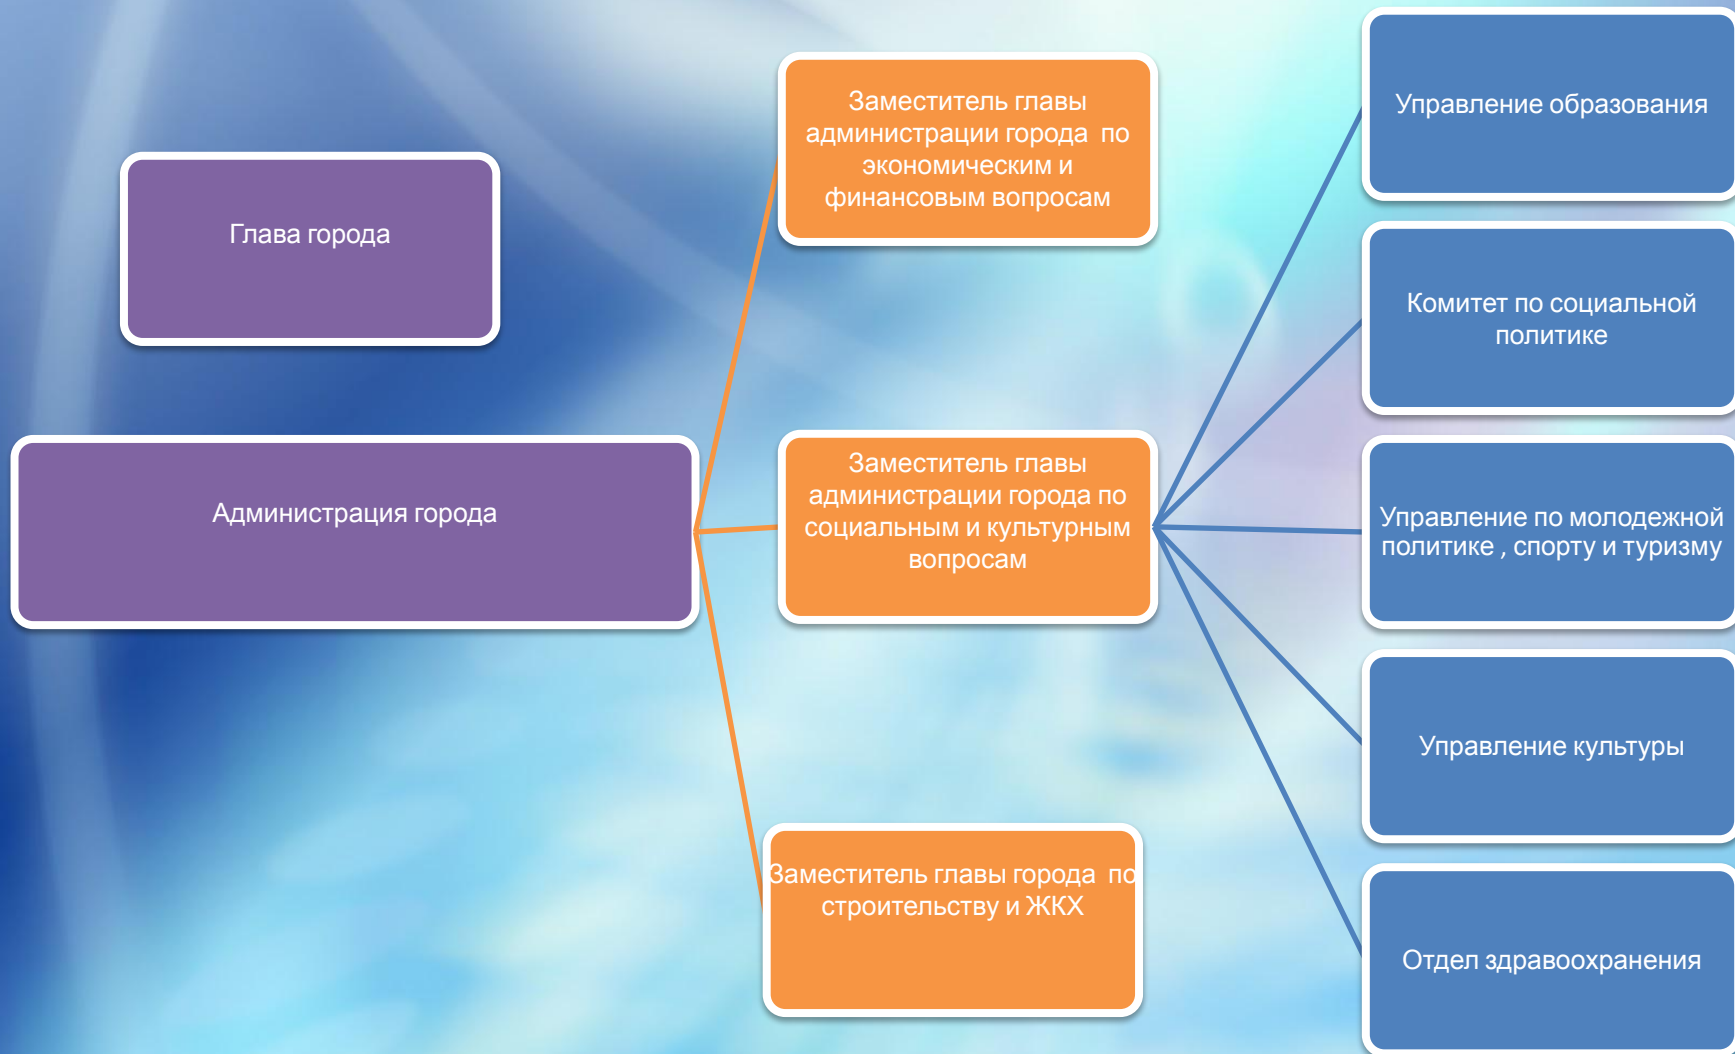 Глава города
Администрация города
Заместитель главы
администрации города по
экономическим и
финансовым вопросам
Заместитель главы
администрации города по
социальным и культурным
вопросам
Заместитель главы города по
строительству и ЖКХ
Управление образования
Комитет по социальной
политике
Управление по молодежной
политике , спорту и туризму
Управление культуры
Отдел здравоохранения